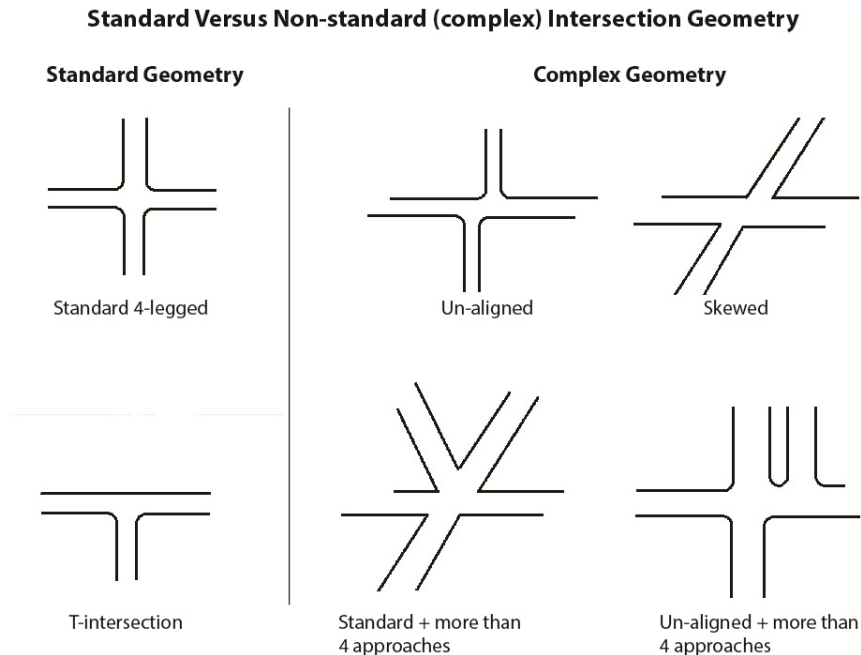 Standard Versus Non-standard (complex) Intersection Geometry
Standard Geometry
Complex Geometry
Standard 4-legged
Un-aligned
Skewed
T-intersection
Standard + more than
4 approaches
Un-aligned + more than
4 approaches